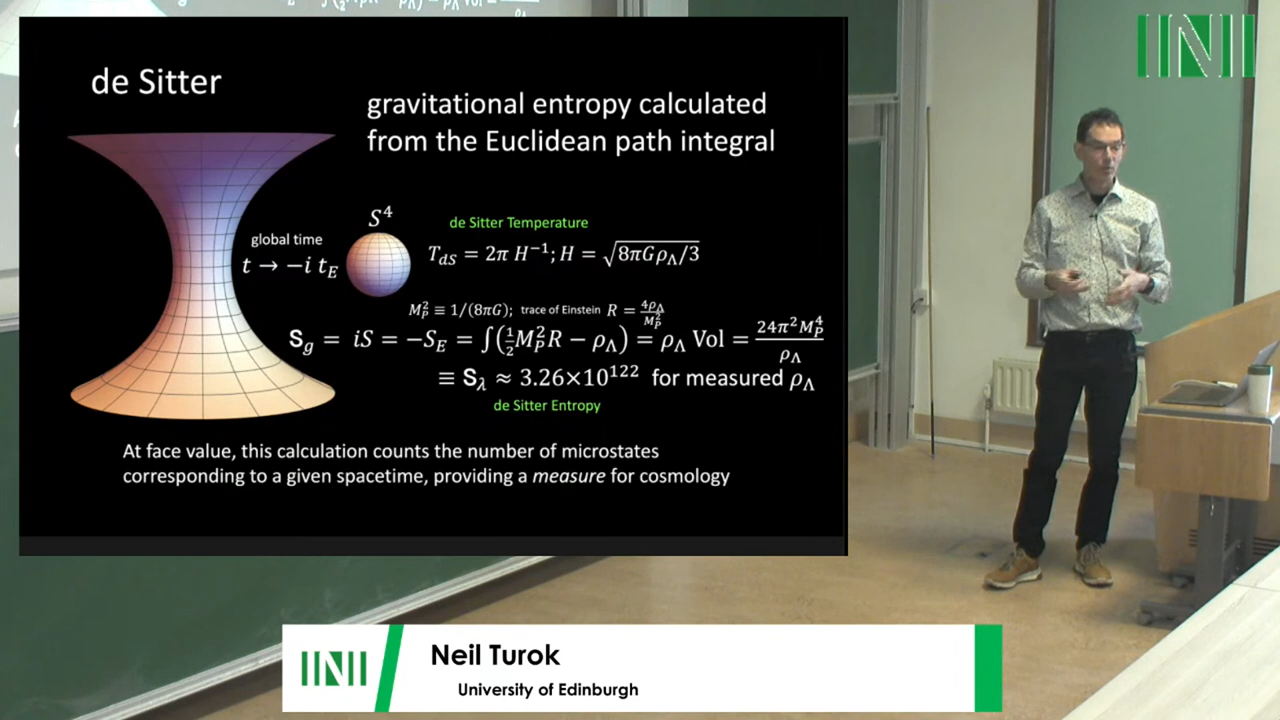 INI
de Sitter
gravitational entropy calculated
from the Euclidean path integral
S⁴
global time
t → −i t_E
de Sitter Temperature
T_dS = 2π H⁻¹; H = √(8πGρ_Λ/3)
M_P² ≡ 1/(8πG); trace of Einstein R = 4ρ_Λ/M_P²
S_g = iS = −S_E = ∫(½M_P²R − ρ_Λ) = ρ_Λ Vol = 24π²M_P⁴/ρ_Λ
≡ S_λ ≈ 3.26×10¹²² for measured ρ_Λ
de Sitter Entropy
At face value, this calculation counts the number of microstates
corresponding to a given spacetime, providing a measure for cosmology
INI
Neil Turok
University of Edinburgh